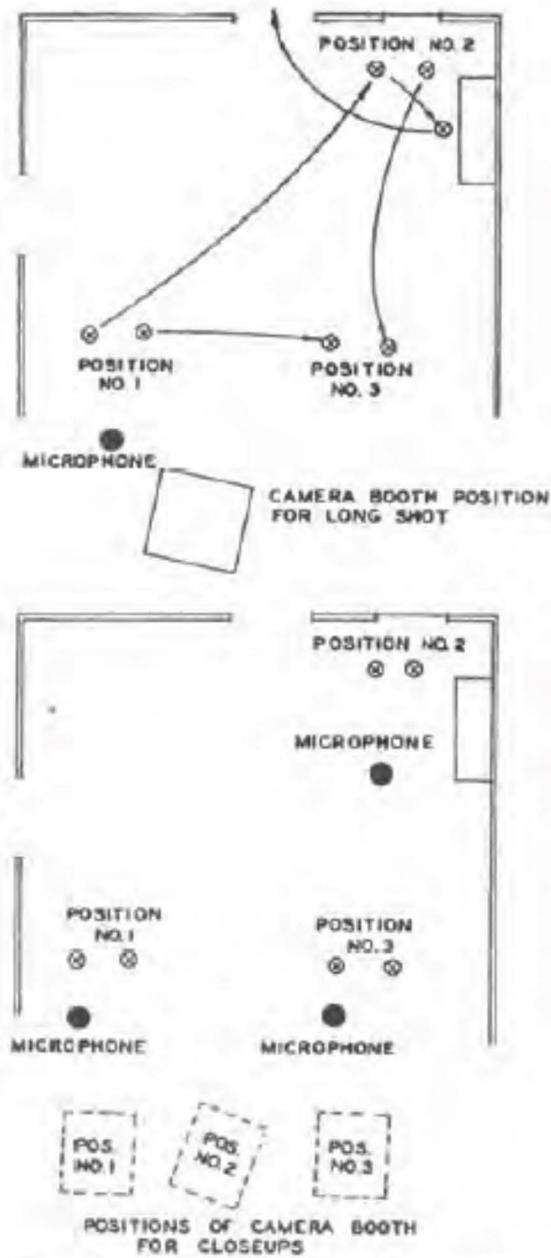 POSITION NO. 2
POSITION
NO. 1
POSITION
NO. 3
MICROPHONE
CAMERA BOOTH POSITION
FOR LONG SHOT
POSITION NO. 2
MICROPHONE
POSITION
NO. 1
POSITION
NO. 3
MICROPHONE
MICROPHONE
POS.
NO. 1
POS.
NO. 2
POS.
NO. 3
POSITIONS OF CAMERA BOOTH
FOR CLOSEUPS